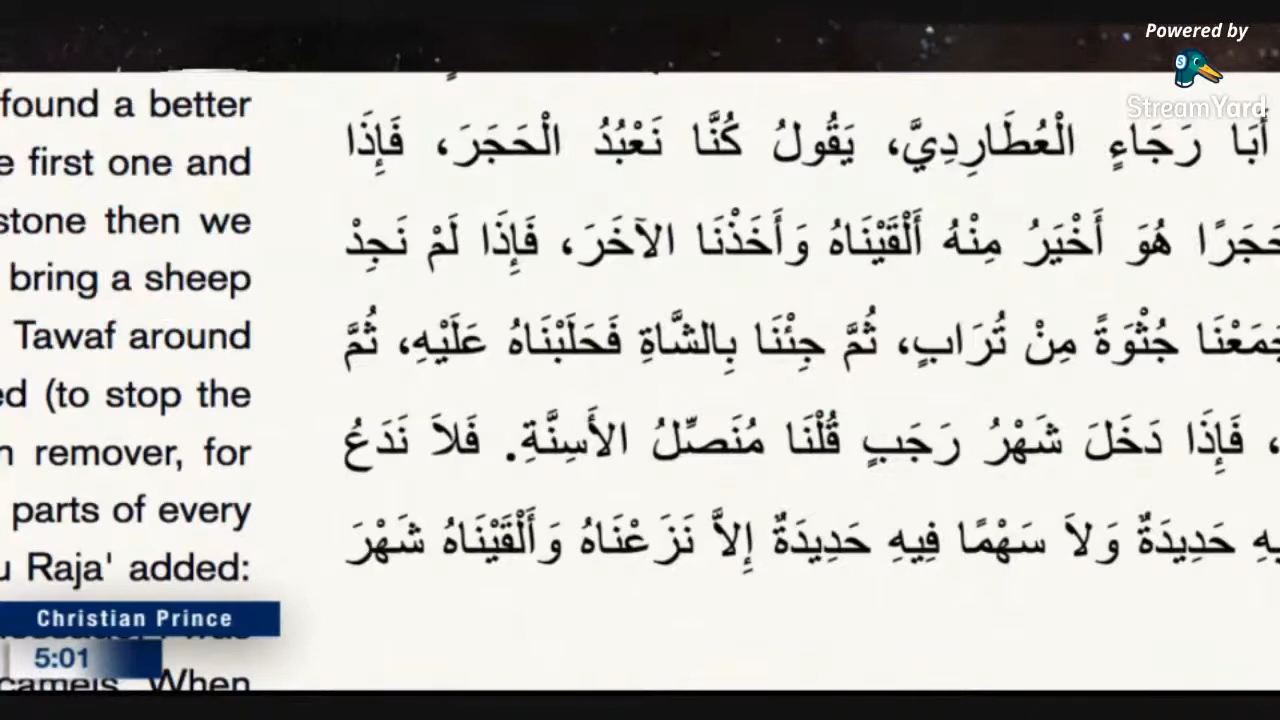 Powered by
StreamYard
found a better
first one and
stone then we
bring a sheep
Tawaf around
(to stop the
remover, for
parts of every
Raja' added:
camels. When
أَبَا رَجَاءٍ الْعُطَارِدِيَّ، يَقُولُ كُنَّا نَعْبُدُ الْحَجَرَ، فَإِذَا
هُوَ أَخْيَرُ مِنْهُ أَلْقَيْنَاهُ وَأَخَذْنَا الآخَرَ، فَإِذَا لَمْ نَجِدْ
جُثْوَةً مِنْ تُرَابٍ، ثُمَّ جِئْنَا بِالشَّاةِ فَحَلَبْنَاهُ عَلَيْهِ، ثُمَّ
، فَإِذَا دَخَلَ شَهْرُ رَجَبٍ قُلْنَا مُنَصِّلُ الأَسِنَّةِ. فَلاَ نَدَعُ
حَدِيدَةٌ وَلاَ سَهْمًا فِيهِ حَدِيدَةٌ إِلاَّ نَزَعْنَاهُ وَأَلْقَيْنَاهُ شَهْرَ
Christian Prince
5:01